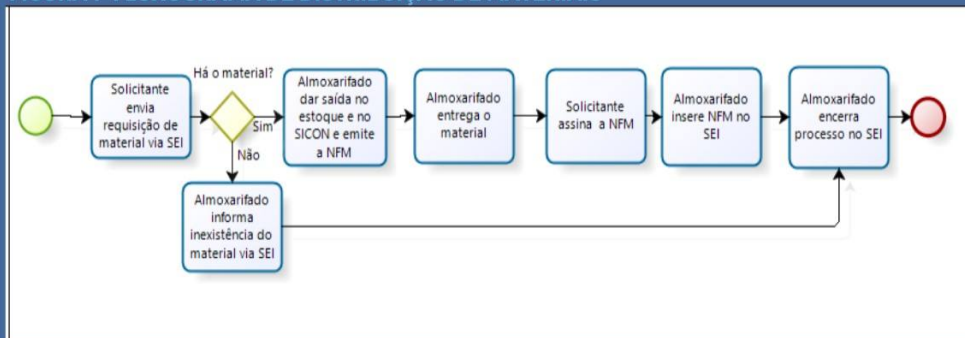 Solicitante
envia
requisição de
material via SEI
Há o material?
Sim
Não
Almoxarifado
dar saída no
estoque e no
SICON e emite
a NFM
Almoxarifado
entrega o
material
Solicitante
assina a NFM
Almoxarifado
insere NFM no
SEI
Almoxarifado
encerra
processo no SEI
Almoxarifado
informa
inexistência do
material via SEI